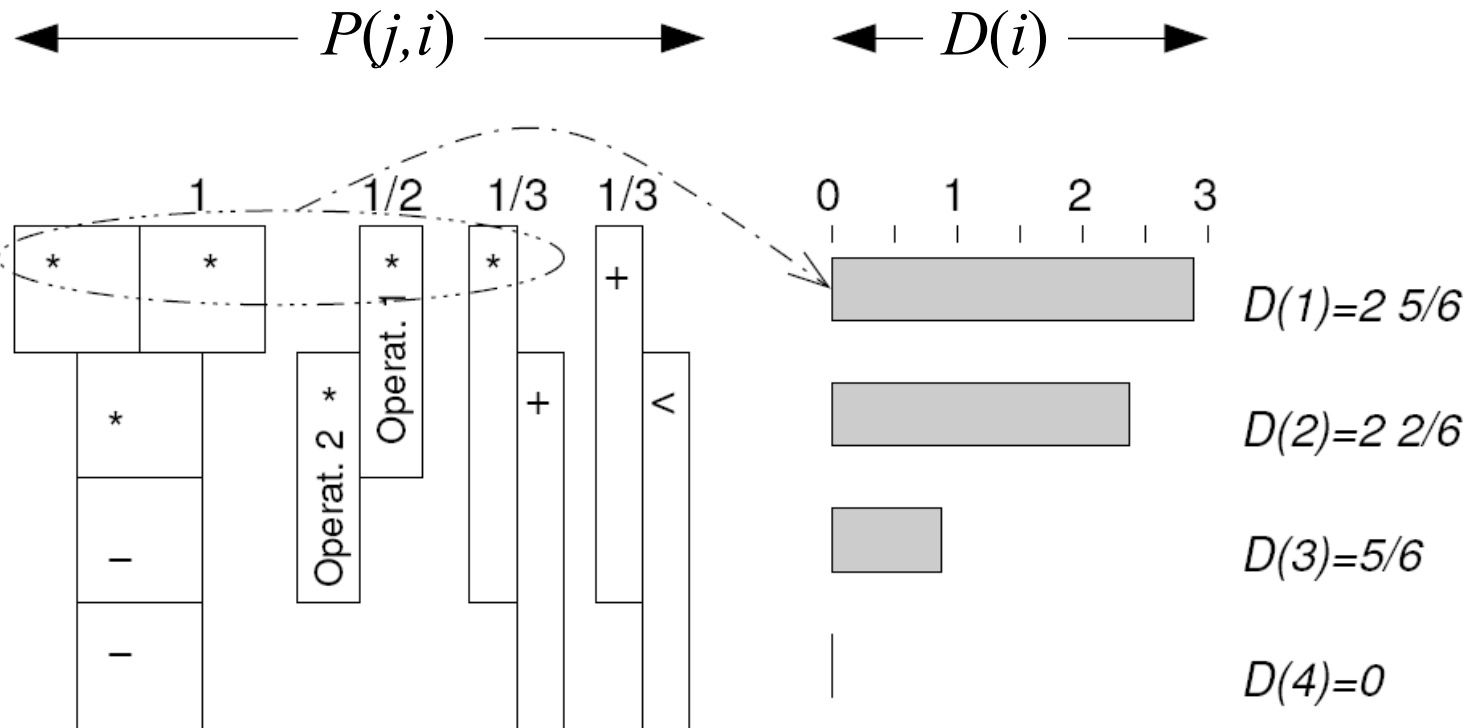 P(j,i) D(i)
1 1/2 1/3 1/3 0 1 2 3
* * * * +
Operat. 1
D(1)=2 5/6
* * + <
Operat. 2
D(2)=2 2/6
–
D(3)=5/6
–
D(4)=0